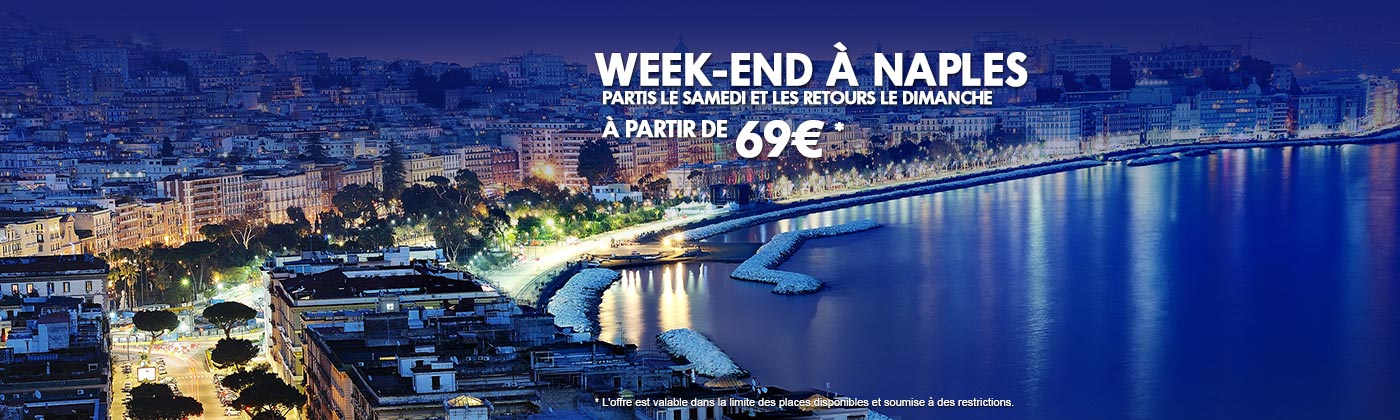 WEEK-END À NAPLES
PARTIS LE SAMEDI ET LES RETOURS LE DIMANCHE
À PARTIR DE 69€ *
* L'offre est valable dans la limite des places disponibles et soumise à des restrictions.